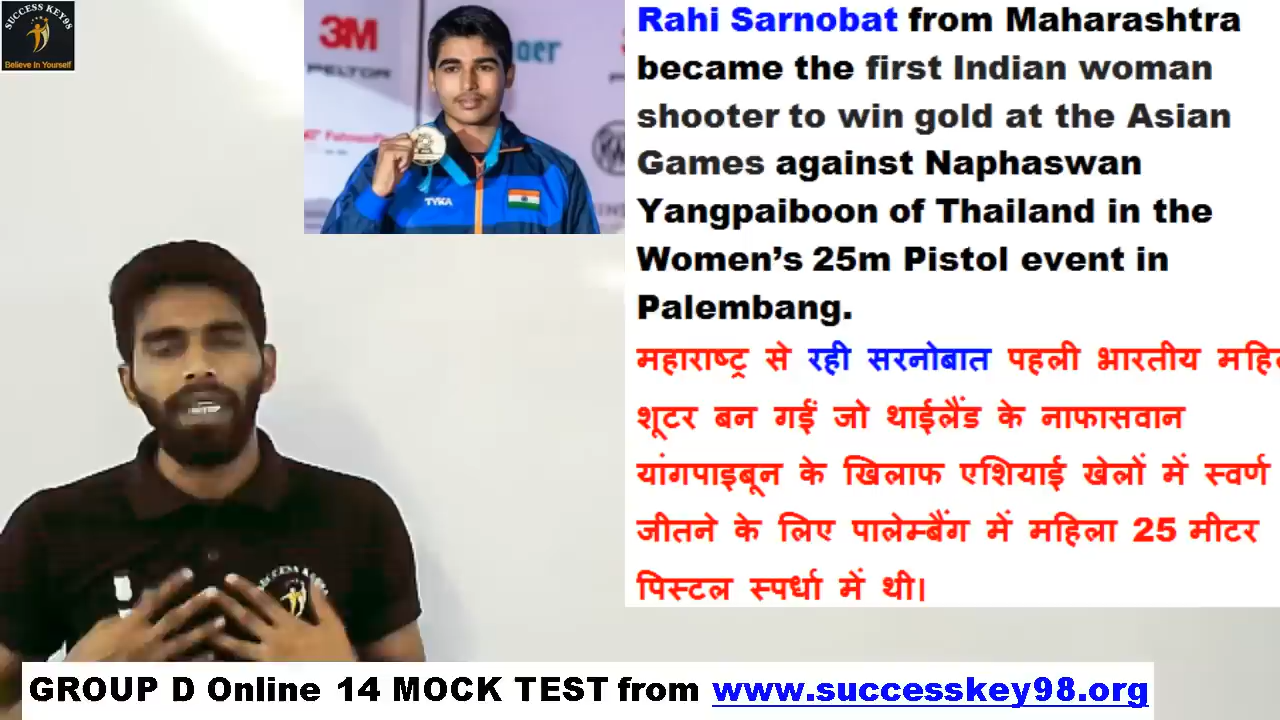 SUCCESS KEY98
Believe In Yourself
3M
PELTOR
TYKA
Rahi Sarnobat from Maharashtra
became the first Indian woman
shooter to win gold at the Asian
Games against Naphaswan
Yangpaiboon of Thailand in the
Women’s 25m Pistol event in
Palembang.
महाराष्ट्र से रही सरनोबात पहली भारतीय
शूटर बन गईं जो थाईलैंड के नाफासवान
यांगपाइबून के खिलाफ एशियाई खेलों में स्वर्ण
जीतने के लिए पालेम्बैंग में महिला 25 मीटर
पिस्टल स्पर्धा में थी।
GROUP D Online 14 MOCK TEST from www.successkey98.org